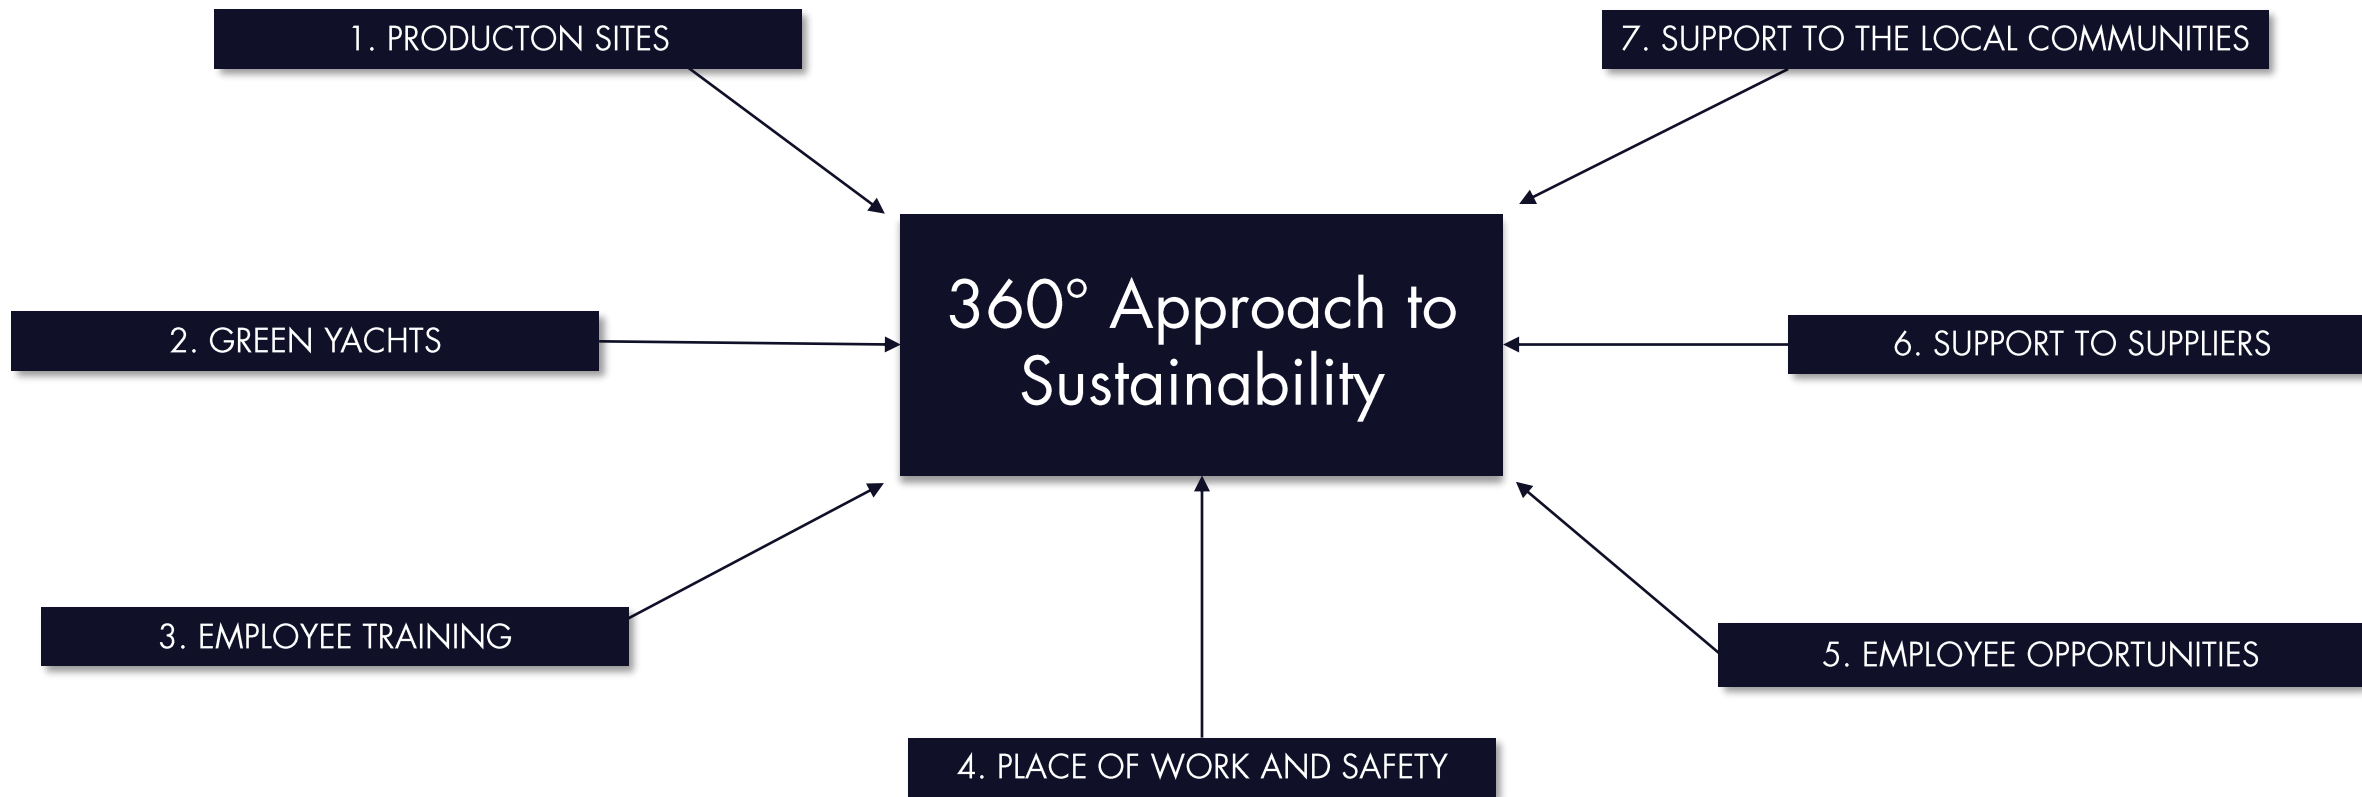 1. PRODUCTON SITES
7. SUPPORT TO THE LOCAL COMMUNITIES
360° Approach to
Sustainability
2. GREEN YACHTS
6. SUPPORT TO SUPPLIERS
3. EMPLOYEE TRAINING
5. EMPLOYEE OPPORTUNITIES
4. PLACE OF WORK AND SAFETY